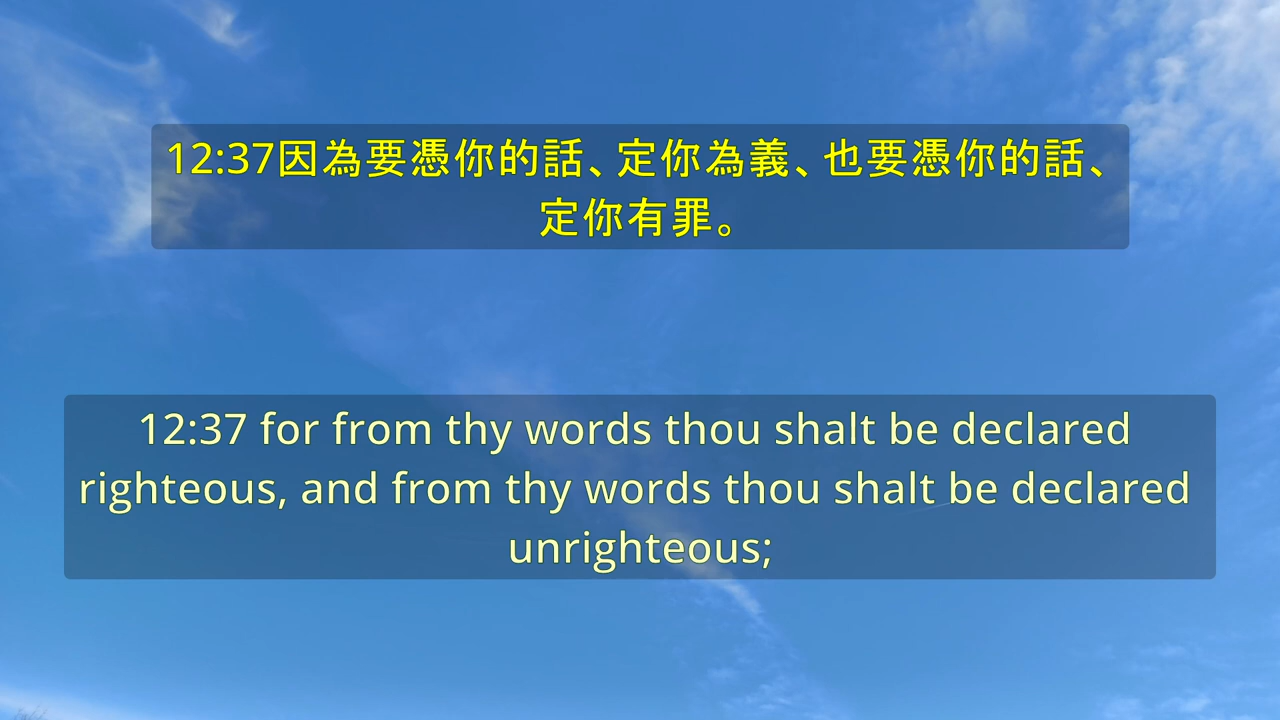 12:37因為要憑你的話、定你為義、也要憑你的話、
定你有罪。
12:37 for from thy words thou shalt be declared
righteous, and from thy words thou shalt be declared
unrighteous;